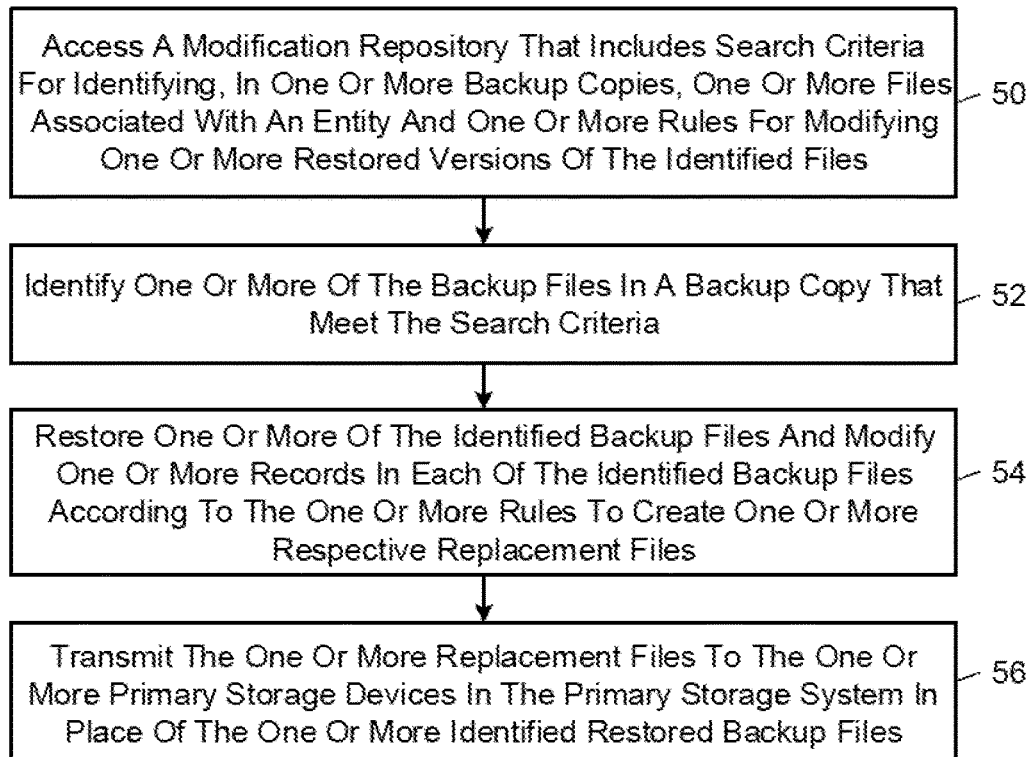 Access A Modification Repository That Includes Search Criteria
For Identifying, In One Or More Backup Copies, One Or More Files
Associated With An Entity And One Or More Rules For Modifying
One Or More Restored Versions Of The Identified Files
50
Identify One Or More Of The Backup Files In A Backup Copy That
Meet The Search Criteria
52
Restore One Or More Of The Identified Backup Files And Modify
One Or More Records In Each Of The Identified Backup Files
According To The One Or More Rules To Create One Or More
Respective Replacement Files
54
Transmit The One Or More Replacement Files To The One Or
More Primary Storage Devices In The Primary Storage System In
Place Of The One Or More Identified Restored Backup Files
56